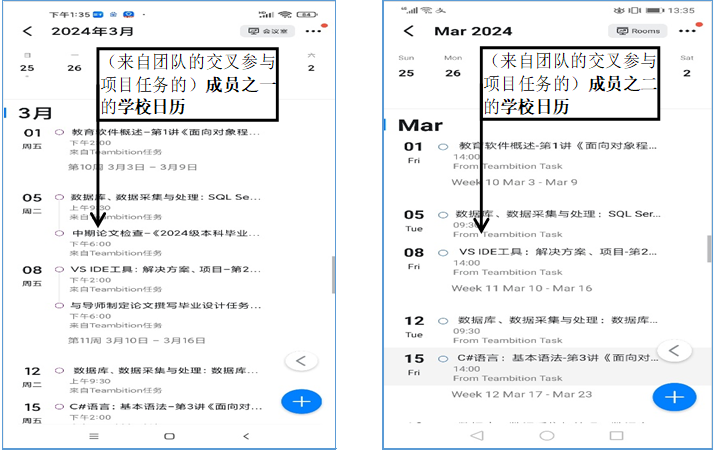 下午1:35
2024年3月
会议室
日
六
25
26
2
(来自团队的交叉参与
项目任务的)成员之一
的学校日历
3月
01
周五
教育软件概述-第1讲《面向对象程...
下午2:00
来自Teambition任务
第10周 3月3日 - 3月9日
05
周二
数据库、数据采集与处理:SQL Se...
上午9:30
来自Teambition任务
中期论文检查-《2024级本科毕业...
下午6:00
来自Teambition任务
08
周五
VS IDE工具:解决方案、项目-第2...
下午2:00
来自Teambition任务
与导师制定论文撰写毕业设计任务...
下午6:00
来自Teambition任务
第11周 3月10日 - 3月16日
12
周二
数据库、数据采集与处理:数据库...
上午9:30
来自Teambition任务
15
周五
C#语言:基本语法-第3讲《面向对...
下午2:00
13:35
Mar 2024
Rooms
Sun
Mon
Sat
25
26
2
(来自团队的交叉参与
项目任务的)成员之二
的学校日历
Mar
01
Fri
教育软件概述-第1讲《面向对象程...
14:00
From Teambition Task
Week 10 Mar 3 - Mar 9
05
Tue
数据库、数据采集与处理:SQL Ser...
09:30
From Teambition Task
08
Fri
VS IDE工具:解决方案、项目-第2...
14:00
From Teambition Task
Week 11 Mar 10 - Mar 16
12
Tue
数据库、数据采集与处理:数据库...
09:30
From Teambition Task
15
Fri
C#语言:基本语法-第3讲《面向对...
14:00
From Teambition Task
Week 12 Mar 17 - Mar 23